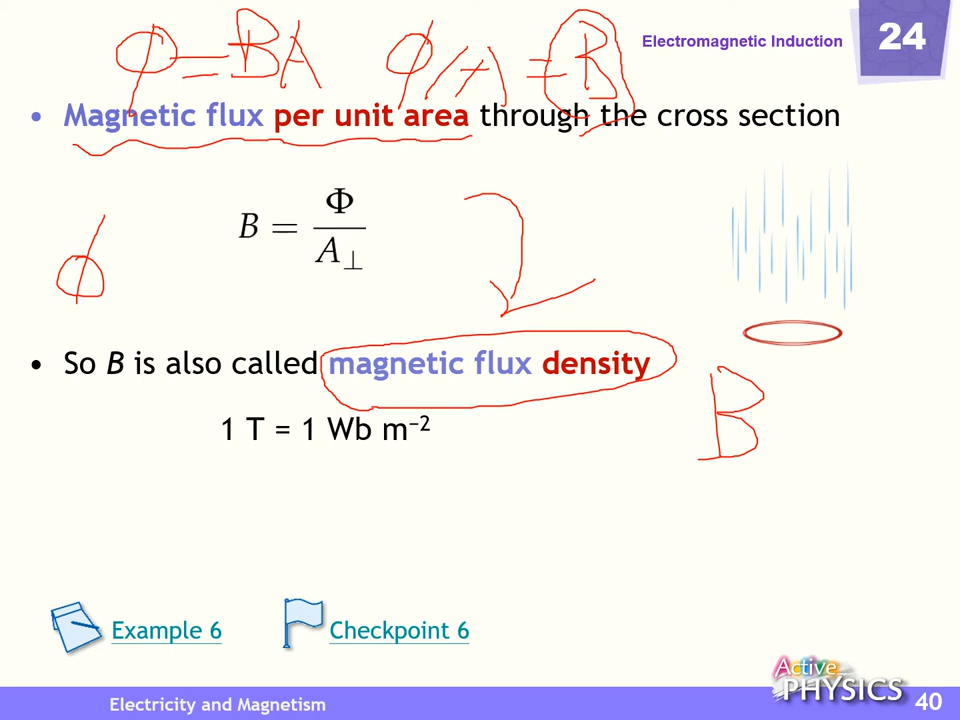 Electromagnetic Induction 24
ϕ = BA ϕ/A = B
• Magnetic flux per unit area through the cross section
B = Φ / A⊥
ϕ
• So B is also called magnetic flux density
B
1 T = 1 Wb m⁻²
Example 6 Checkpoint 6
Active PHYSICS
Electricity and Magnetism 40